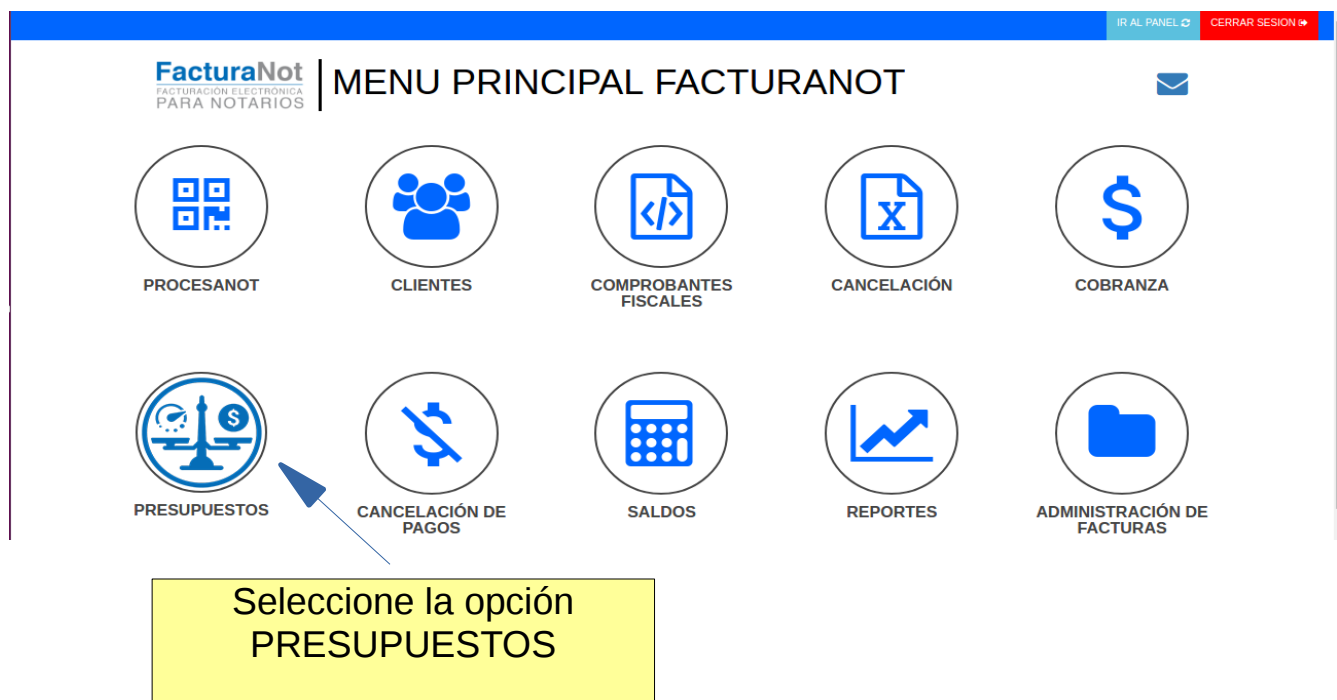 IR AL PANEL
CERRAR SESION
FacturaNot
FACTURACIÓN ELECTRÓNICA
PARA NOTARIOS
MENU PRINCIPAL FACTURANOT
PROCESANOT
CLIENTES
COMPROBANTES
FISCALES
CANCELACIÓN
COBRANZA
PRESUPUESTOS
CANCELACIÓN DE
PAGOS
SALDOS
REPORTES
ADMINISTRACIÓN DE
FACTURAS
Seleccione la opción
PRESUPUESTOS